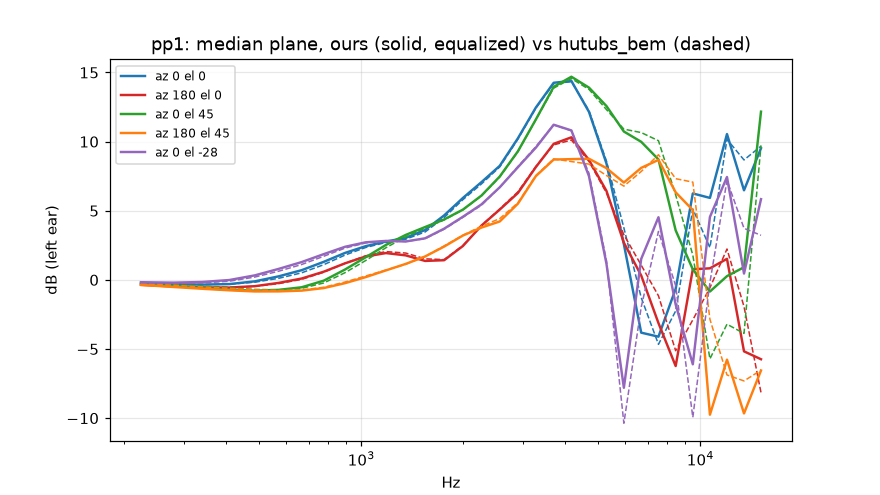 pp1: median plane, ours (solid, equalized) vs hutubs_bem (dashed)
az 0 el 0
az 180 el 0
az 0 el 45
az 180 el 45
az 0 el -28
dB (left ear)
15
10
5
0
−5
−10
10³
10⁴
Hz